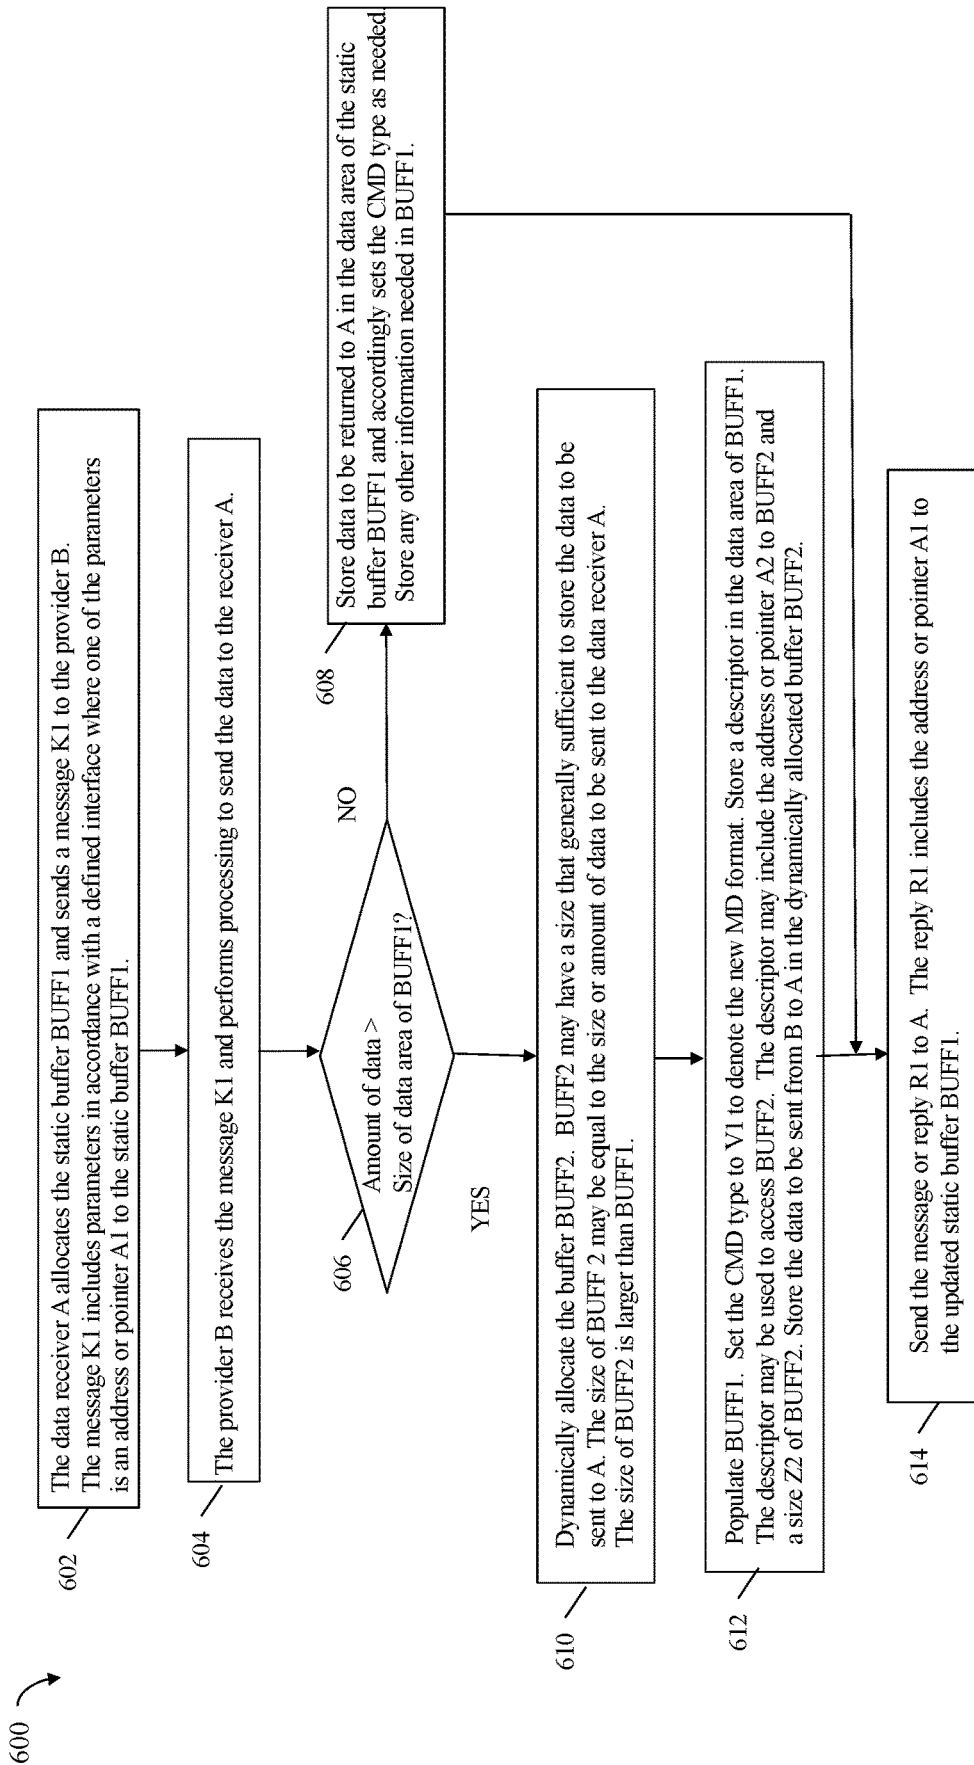 600
602
The data receiver A allocates the static buffer BUFF1 and sends a message K1 to the provider B.
The message K1 includes parameters in accordance with a defined interface where one of the parameters
is an address or pointer A1 to the static buffer BUFF1.
604
The provider B receives the message K1 and performs processing to send the data to the receiver A.
606
Amount of data >
Size of data area of BUFF1?
NO
YES
608
Store data to be returned to A in the data area of the static
buffer BUFF1 and accordingly sets the CMD type as needed.
Store any other information needed in BUFF1.
610
Dynamically allocate the buffer BUFF2. BUFF2 may have a size that generally sufficient to store the data to be
sent to A. The size of BUFF 2 may be equal to the size or amount of data to be sent to the data receiver A.
The size of BUFF2 is larger than BUFF1.
612
Populate BUFF1. Set the CMD type to V1 to denote the new MD format. Store a descriptor in the data area of BUFF1.
The descriptor may be used to access BUFF2. The descriptor may include the address or pointer A2 to BUFF2 and
a size Z2 of BUFF2. Store the data to be sent from B to A in the dynamically allocated buffer BUFF2.
614
Send the message or reply R1 to A. The reply R1 includes the address or pointer A1 to
the updated static buffer BUFF1.